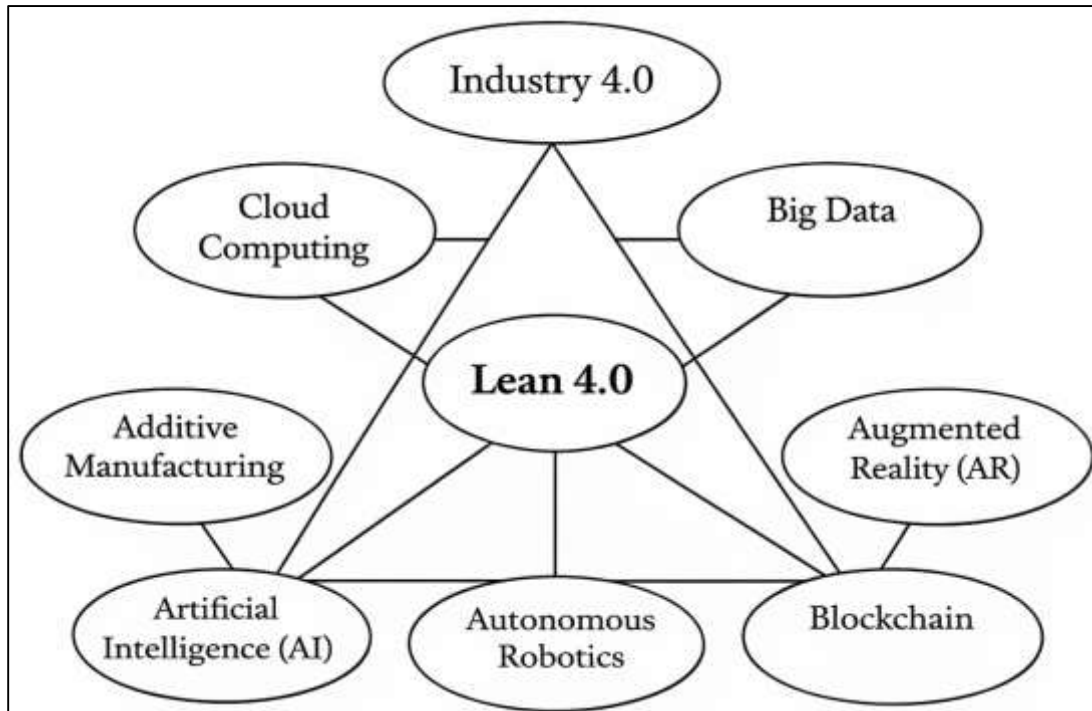 Industry 4.0
Cloud
Computing
Big Data
Lean 4.0
Additive
Manufacturing
Augmented
Reality (AR)
Artificial
Intelligence (AI)
Autonomous
Robotics
Blockchain